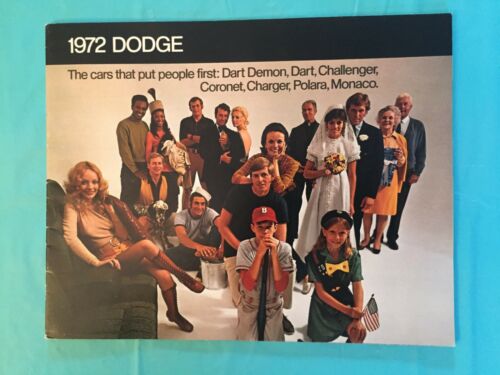 1972 DODGE
The cars that put people first: Dart Demon, Dart, Challenger,
Coronet, Charger, Polara, Monaco.
B